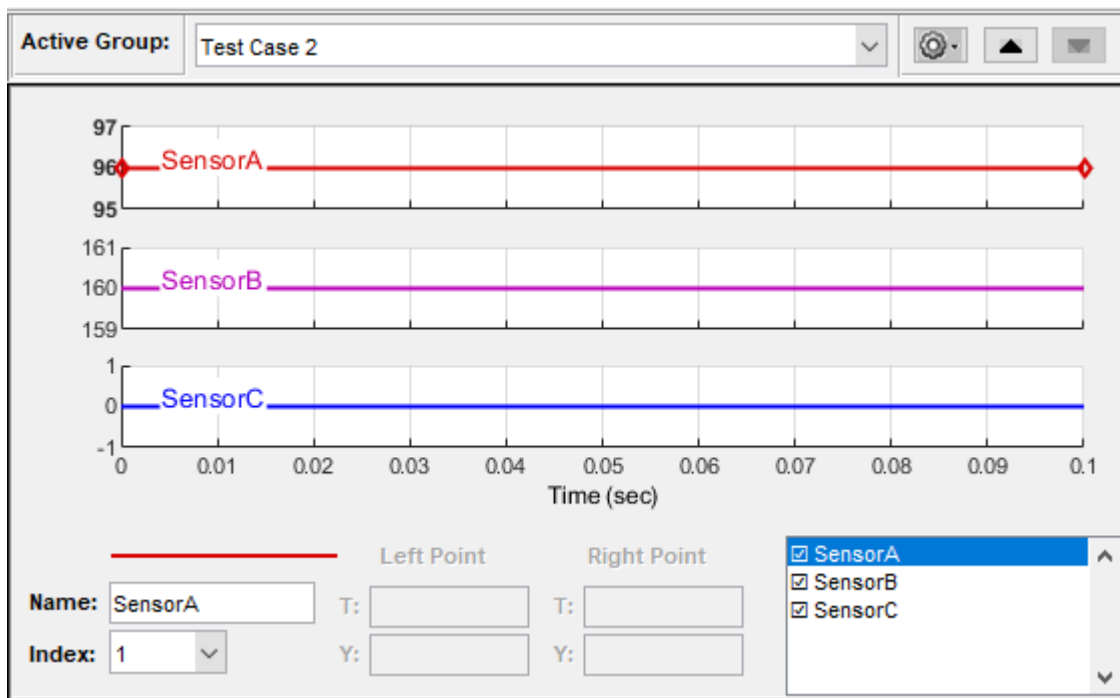 Active Group: Test Case 2
97
96 SensorA
95
161
160 SensorB
159
1
0 SensorC
-1
0 0.01 0.02 0.03 0.04 0.05 0.06 0.07 0.08 0.09 0.1
Time (sec)
Left Point Right Point
Name: SensorA T: T:
Index: 1 Y: Y:
SensorA
SensorB
SensorC